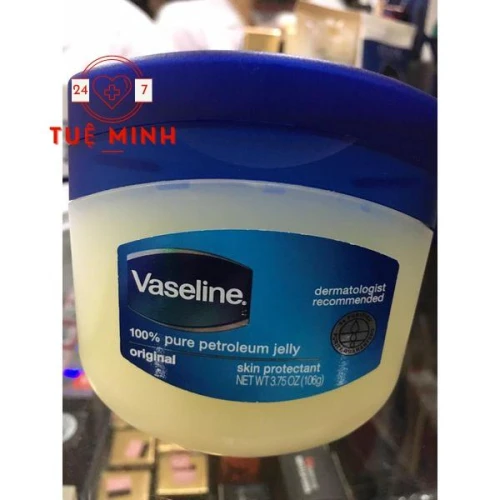 24 7
TUỆ MINH
Vaseline.
dermatologist
recommended
100% pure petroleum jelly
original
skin protectant
NET WT 3.75 OZ (106g)